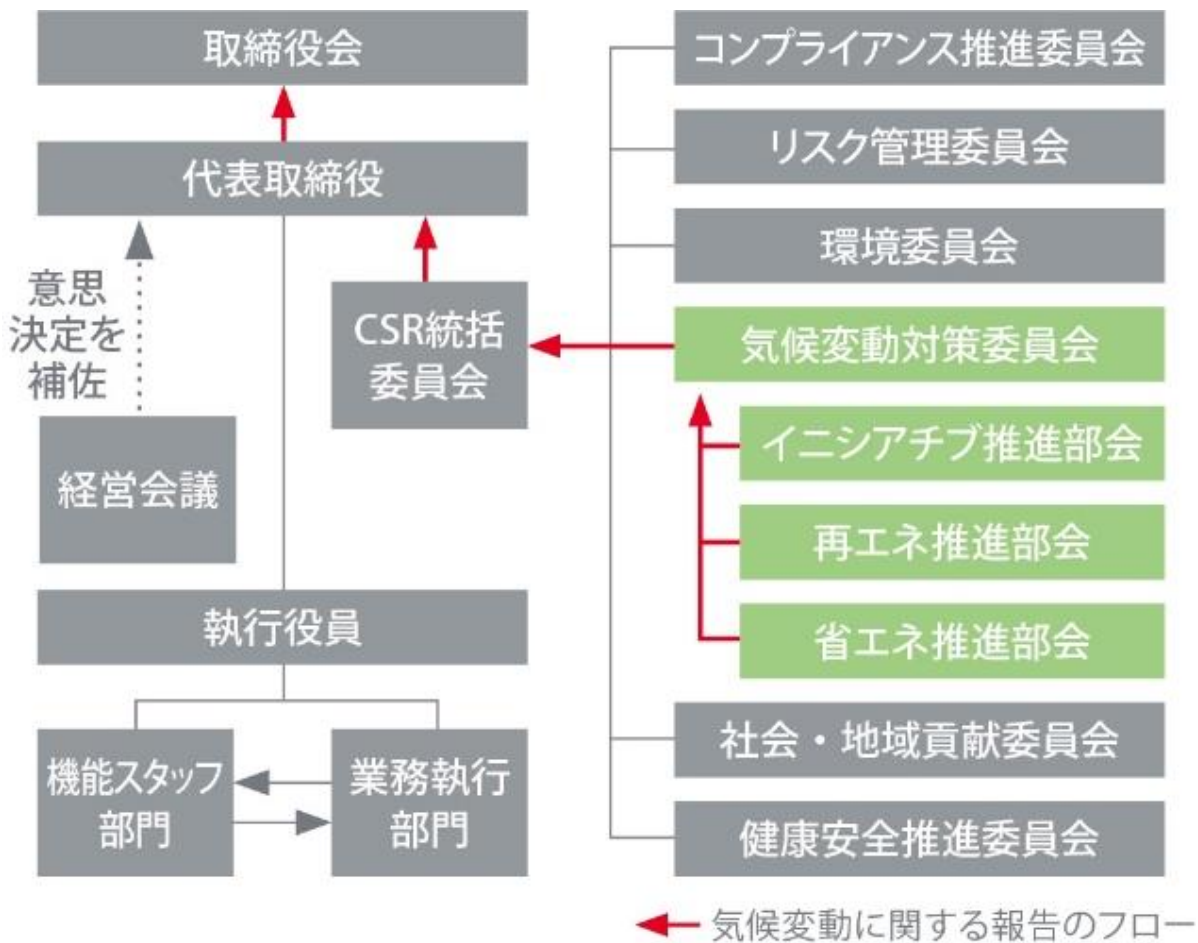 取締役会
代表取締役
意思
決定を
補佐
CSR統括
委員会
経営会議
執行役員
機能スタッフ
部門
業務執行
部門
コンプライアンス推進委員会
リスク管理委員会
環境委員会
気候変動対策委員会
イニシアチブ推進部会
再エネ推進部会
省エネ推進部会
社会・地域貢献委員会
健康安全推進委員会
気候変動に関する報告のフロー